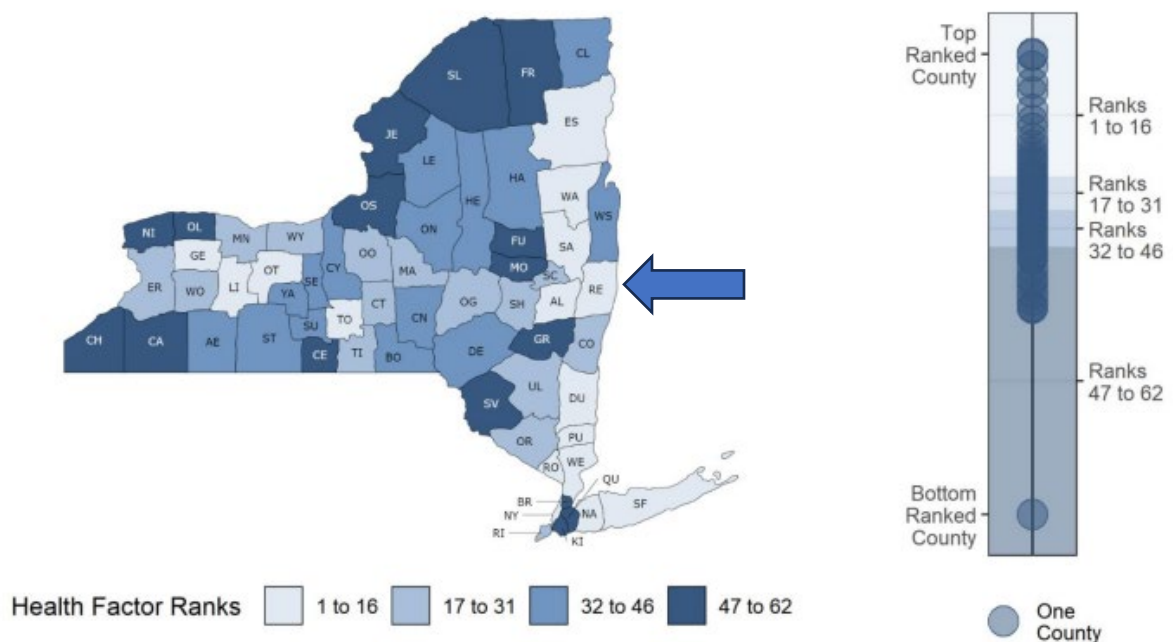 CL
SL
FR
ES
JE
LE
HA
HE
WA
WS
OS
ON
NI
OL
MN
WY
OO
MA
FU
SA
GE
MO
OT
CY
SC
RE
ER
WO
LI
SE
YA
CT
OG
SH
AL
TO
CN
SU
CH
CA
AE
ST
CE
TI
BO
DE
GR
CO
UL
SV
DU
OR
PU
RO
WE
QU
BR
NY
NA
SF
RI
KI
Health Factor Ranks
1 to 16
17 to 31
32 to 46
47 to 62
Top
Ranked
County
Ranks
1 to 16
Ranks
17 to 31
Ranks
32 to 46
Ranks
47 to 62
Bottom
Ranked
County
One
County